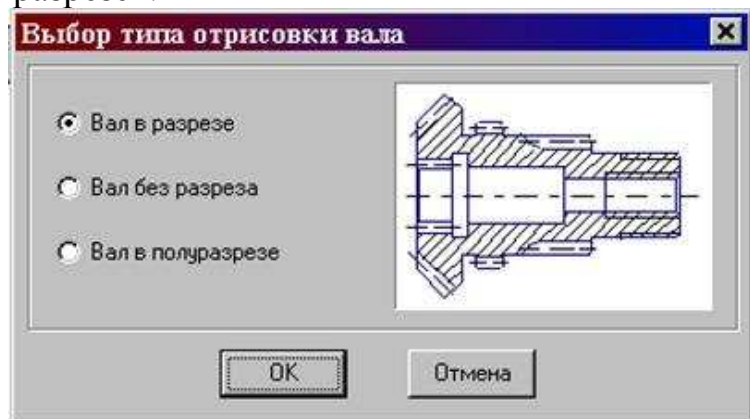 Выбор типа отрисовки вала
Вал в разрезе
Вал без разреза
Вал в полуразрезе
OK
Отмена